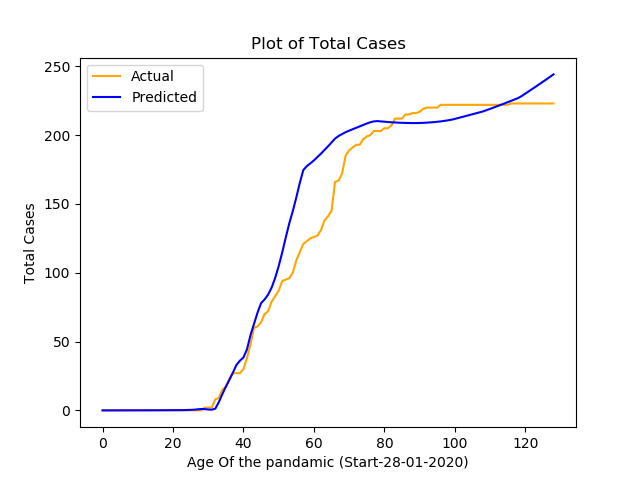 Plot of Total Cases
Actual
Predicted
250
200
150
100
50
0
Total Cases
0 20 40 60 80 100 120
Age Of the pandamic (Start-28-01-2020)